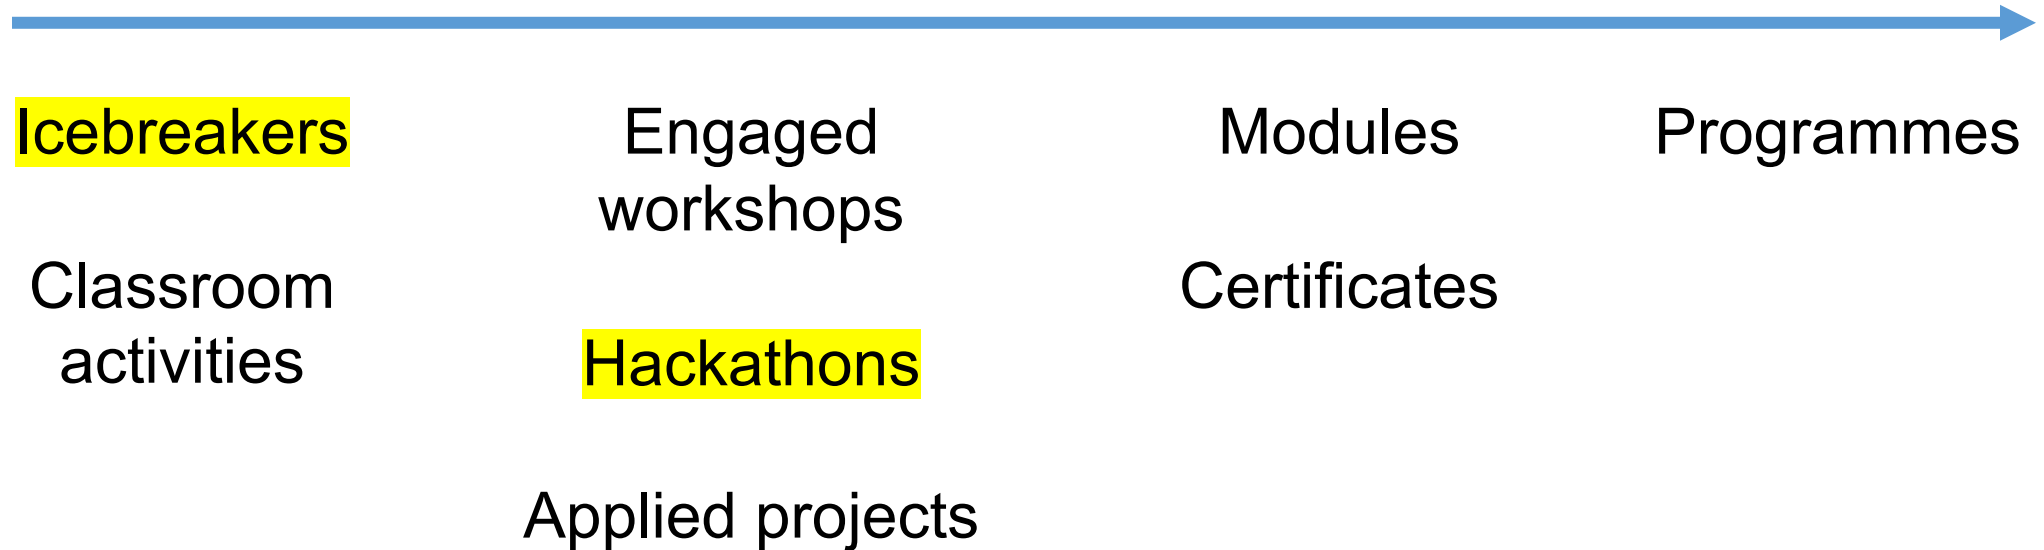 Icebreakers
Classroom
activities
Engaged
workshops
Hackathons
Applied projects
Modules
Certificates
Programmes